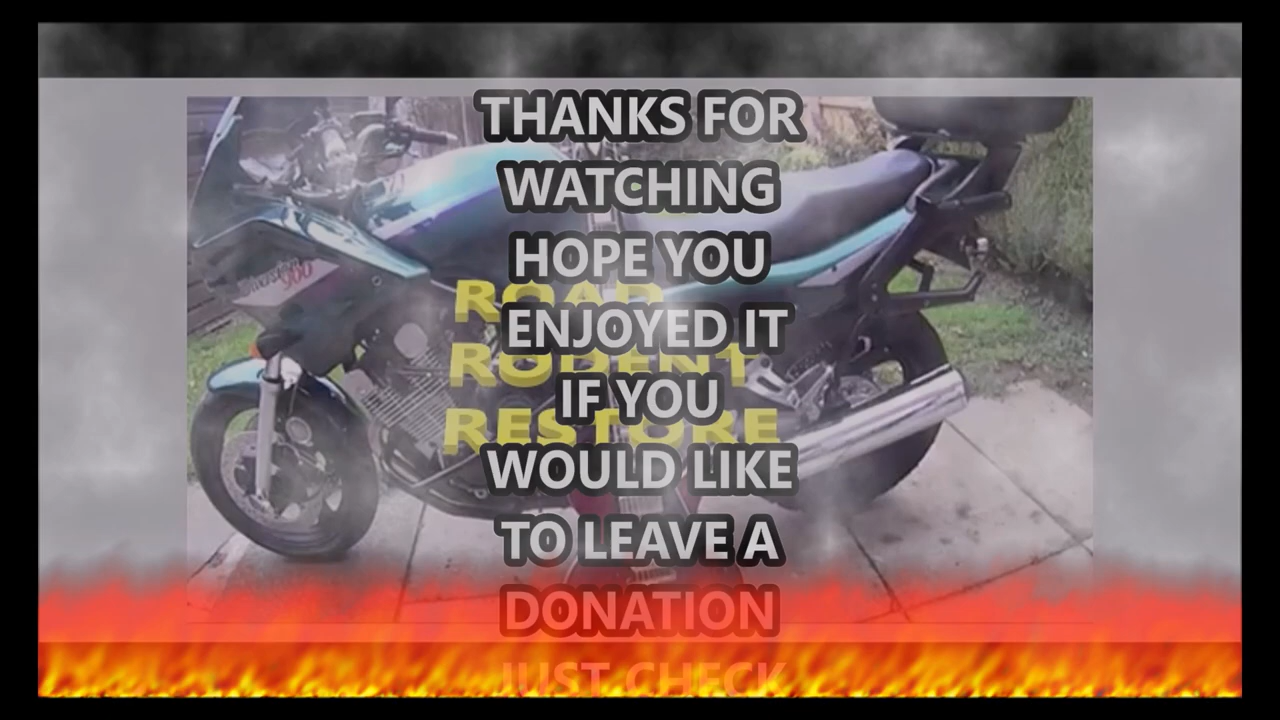 THANKS FOR
WATCHING
HOPE YOU
ENJOYED IT
IF YOU
WOULD LIKE
TO LEAVE A
DONATION
JUST CHECK
ROAD
RODENT
RESTORE
900